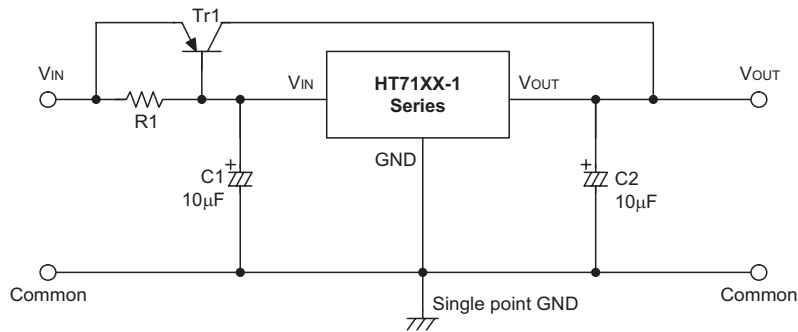 Tr1
VIN
R1
VIN
HT71XX-1
Series
VOUT
VOUT
GND
C1
10μF
C2
10μF
Common
Single point GND
Common